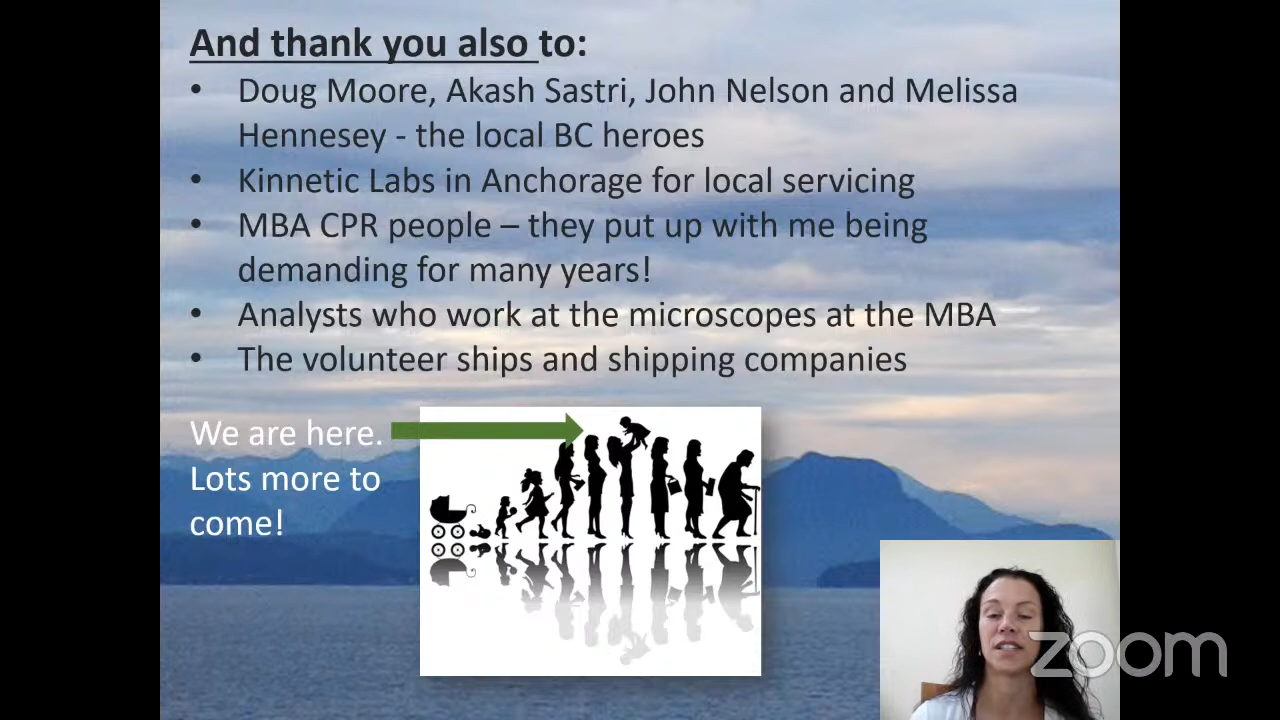 And thank you also to:
• Doug Moore, Akash Sastri, John Nelson and Melissa
Hennesey - the local BC heroes
• Kinnetic Labs in Anchorage for local servicing
• MBA CPR people – they put up with me being
demanding for many years!
• Analysts who work at the microscopes at the MBA
• The volunteer ships and shipping companies
We are here.
Lots more to
come!
zoom